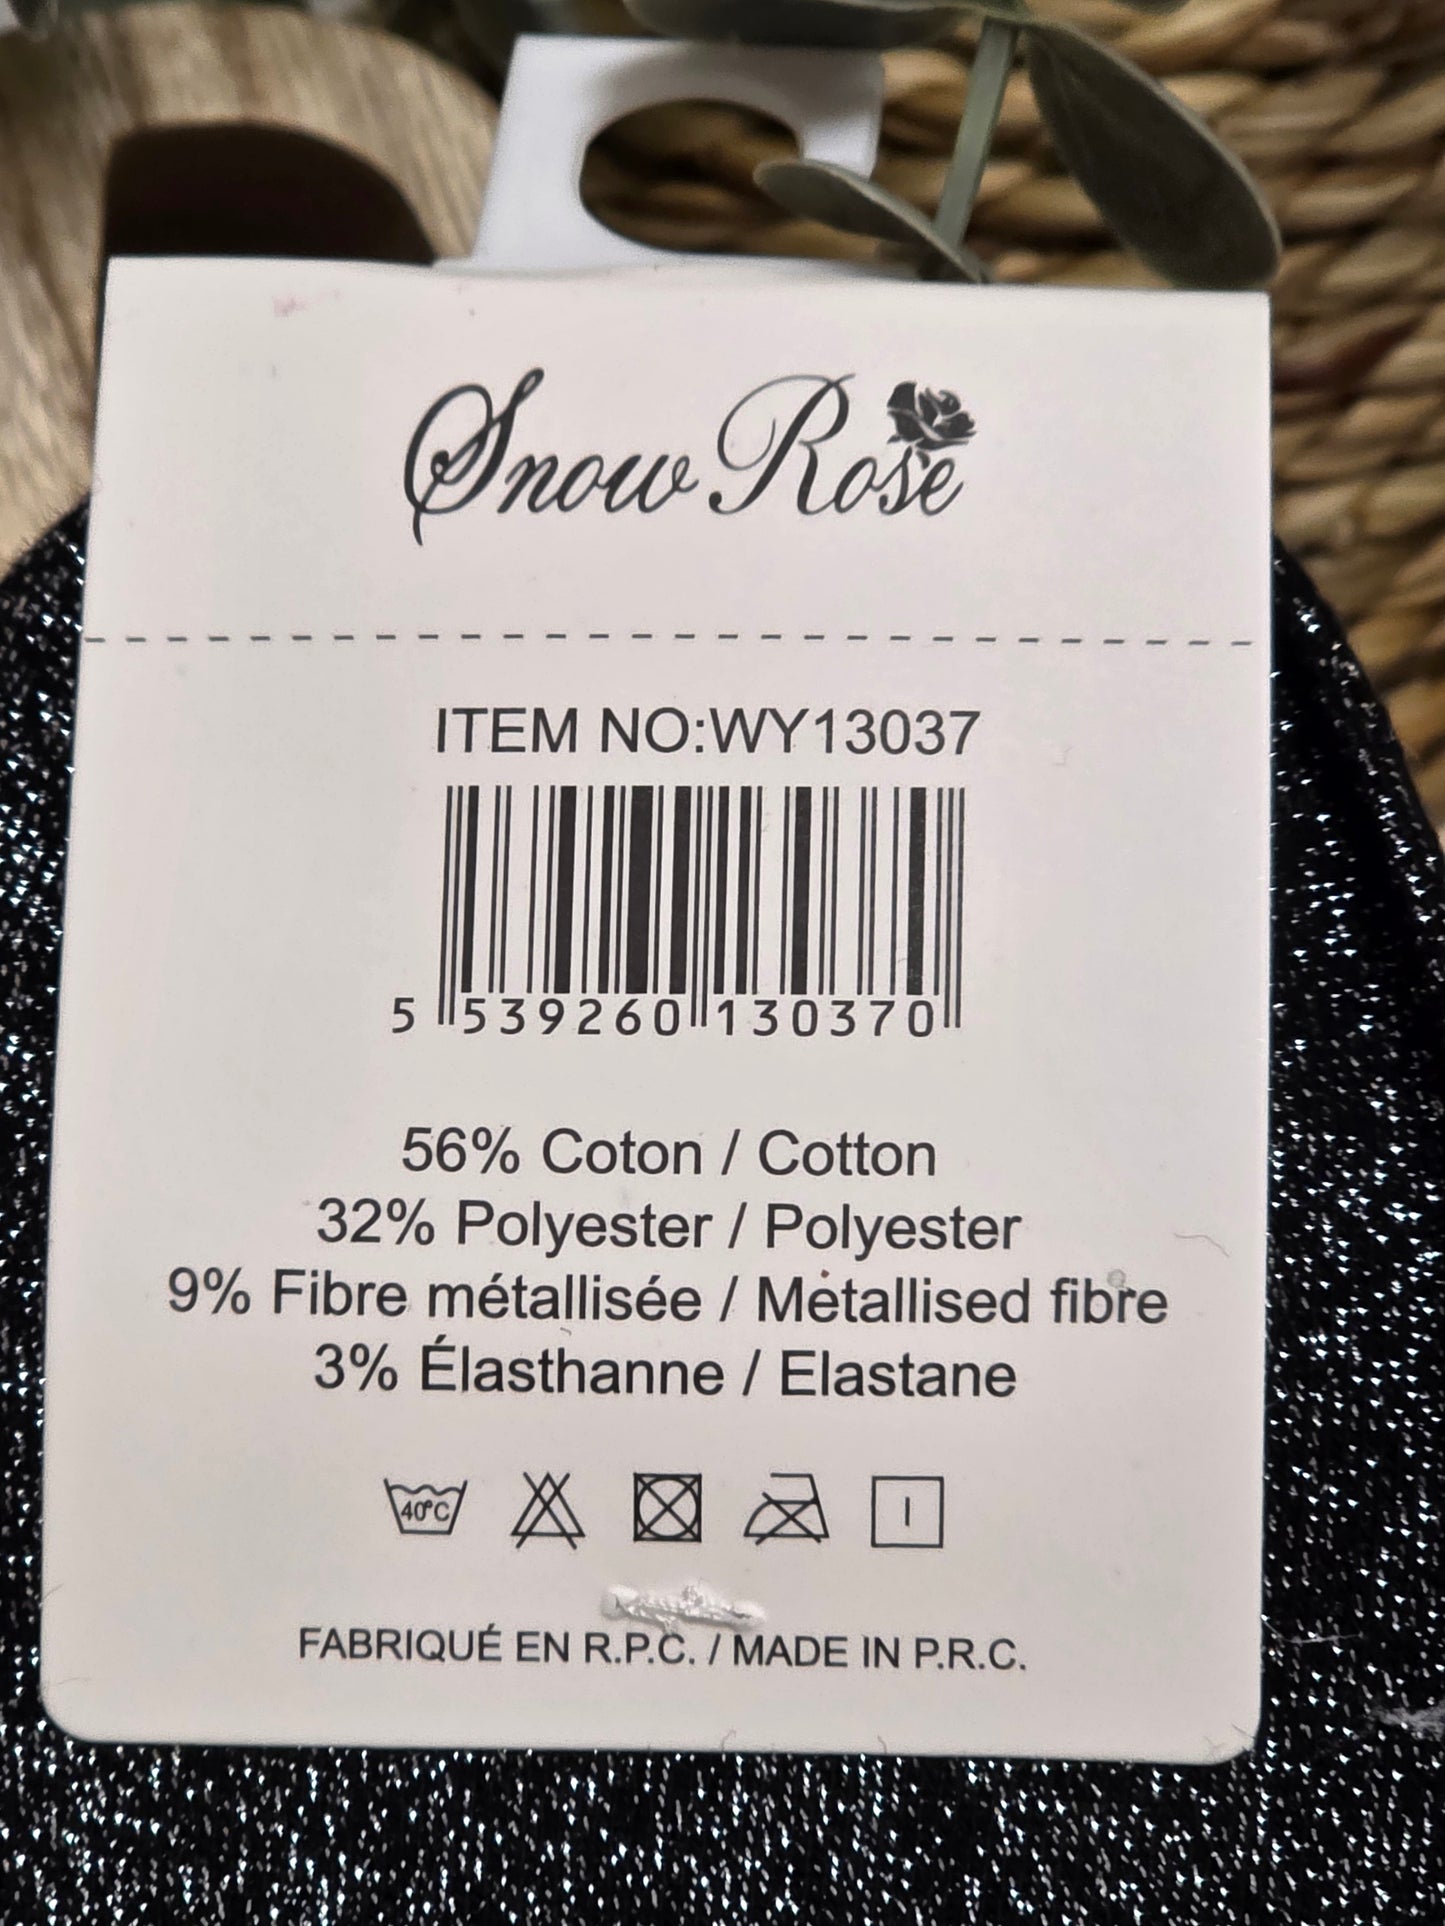 Snow Rose
ITEM NO:WY13037
5 539260 130370
56% Coton / Cotton
32% Polyester / Polyester
9% Fibre métallisée / Metallised fibre
3% Élasthanne / Elastane
40°C
FABRIQUÉ EN R.P.C. / MADE IN P.R.C.